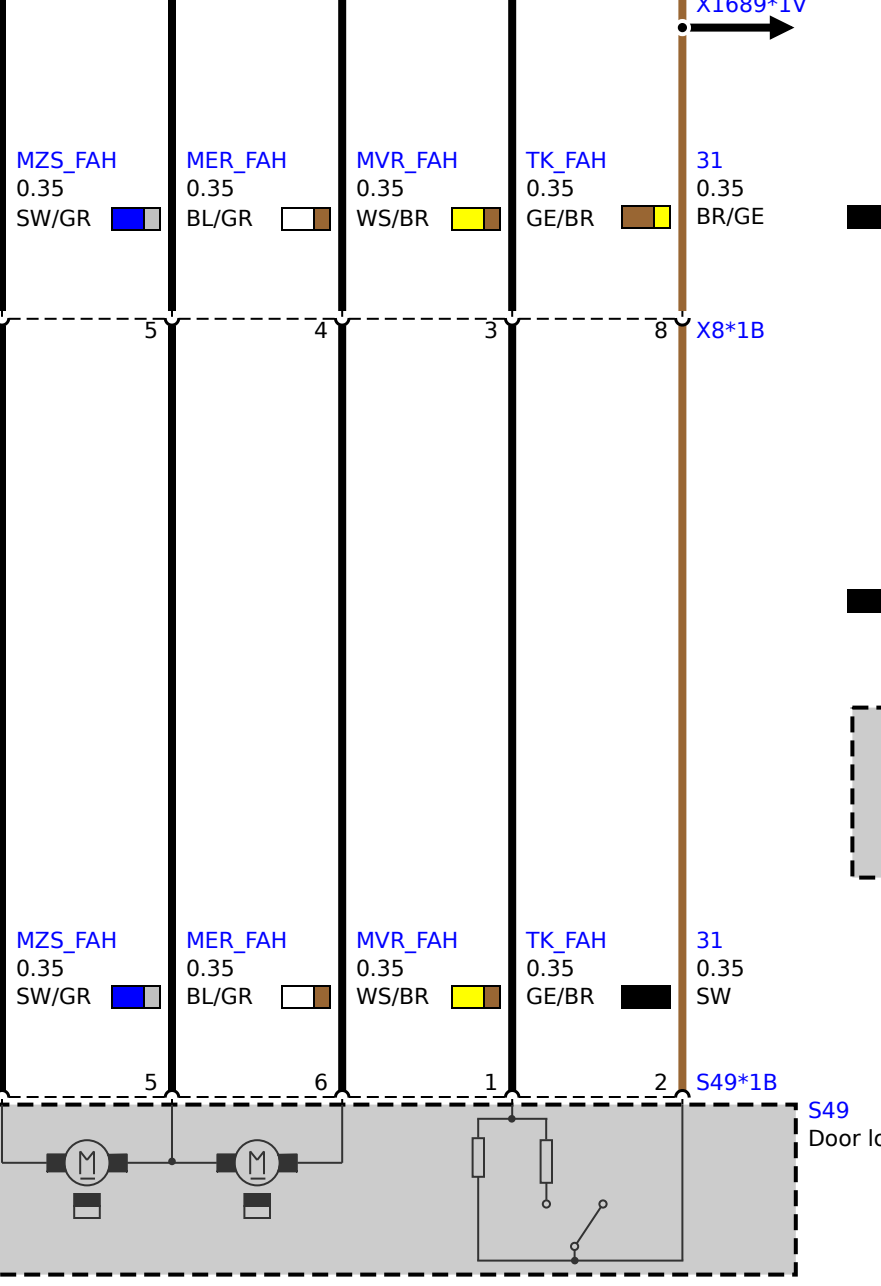 X1689*1V
MZS_FAH
0.35
SW/GR
MER_FAH
0.35
BL/GR
MVR_FAH
0.35
WS/BR
TK_FAH
0.35
GE/BR
31
0.35
BR/GE
5
4
3
8
X8*1B
MZS_FAH
0.35
SW/GR
MER_FAH
0.35
BL/GR
MVR_FAH
0.35
WS/BR
TK_FAH
0.35
GE/BR
31
0.35
SW
5
6
1
2
S49*1B
S49
Door
M
M